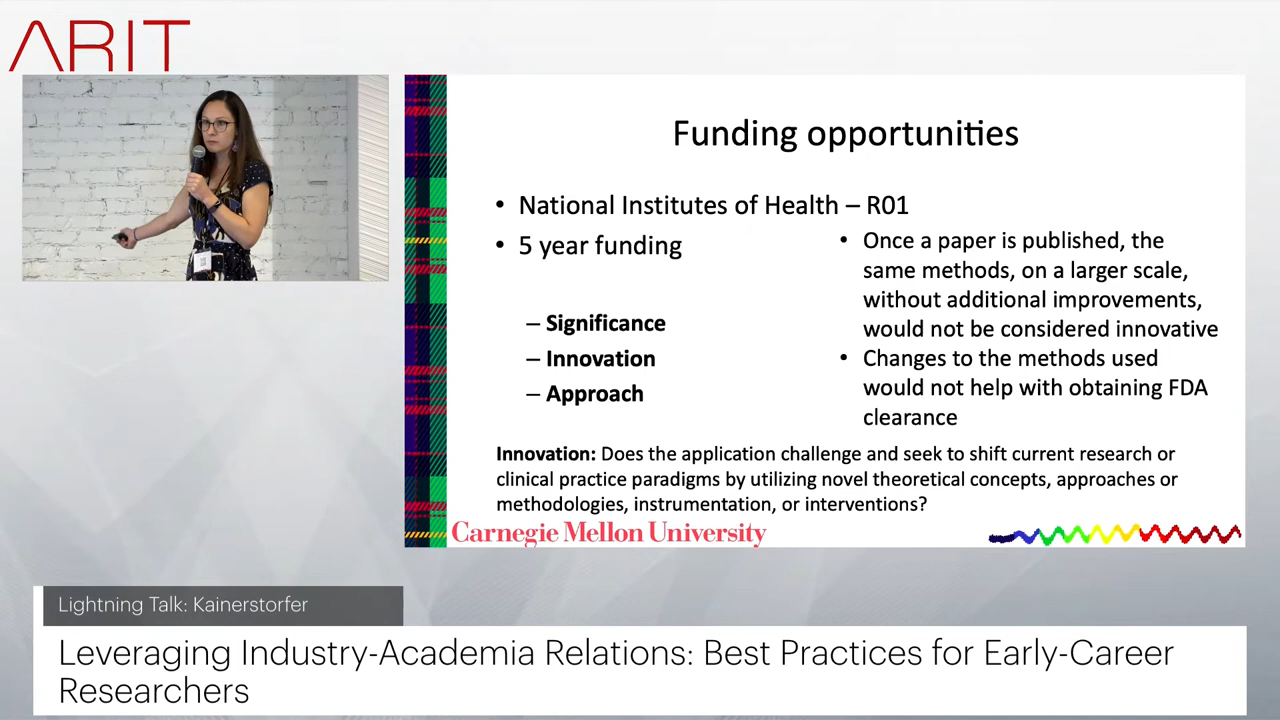 ARIT
Funding opportunities
• National Institutes of Health – R01
• 5 year funding
– Significance
– Innovation
– Approach
• Once a paper is published, the
same methods, on a larger scale,
without additional improvements,
would not be considered innovative
• Changes to the methods used
would not help with obtaining FDA
clearance
Innovation: Does the application challenge and seek to shift current research or
clinical practice paradigms by utilizing novel theoretical concepts, approaches or
methodologies, instrumentation, or interventions?
Carnegie Mellon University
Lightning Talk: Kainerstorfer
Leveraging Industry-Academia Relations: Best Practices for Early-Career
Researchers